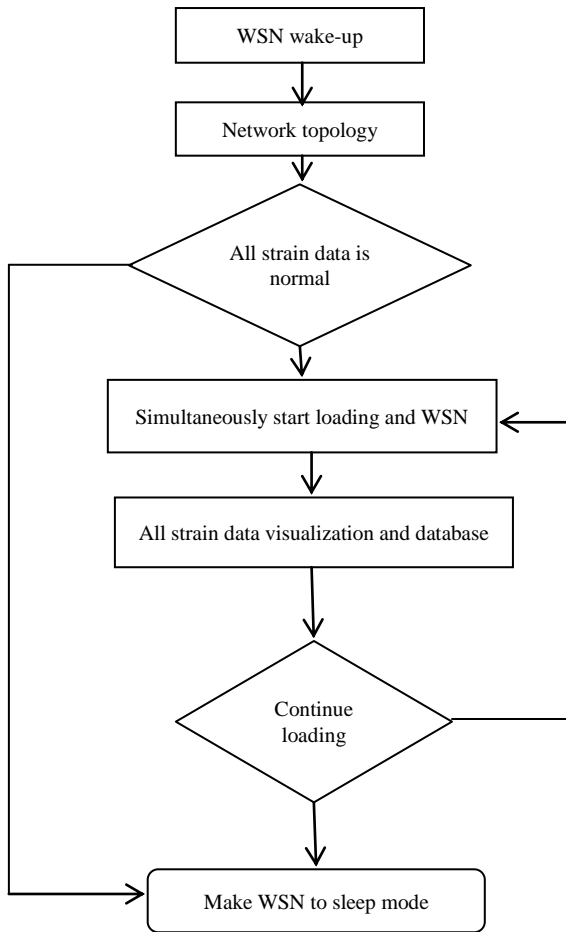 WSN wake-up
Network topology
All strain data is
normal
Simultaneously start loading and WSN
All strain data visualization and database
Continue
loading
Make WSN to sleep mode